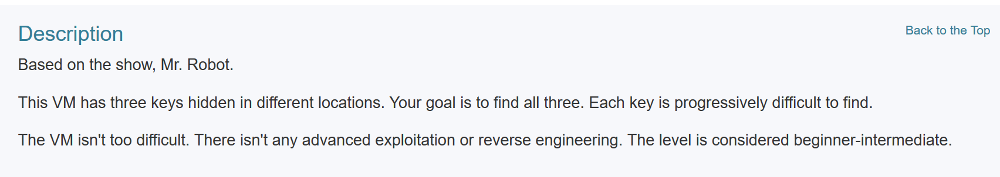 Description
Back to the Top
Based on the show, Mr. Robot.
This VM has three keys hidden in different locations. Your goal is to find all three. Each key is progressively difficult to find.
The VM isn't too difficult. There isn't any advanced exploitation or reverse engineering. The level is considered beginner-intermediate.